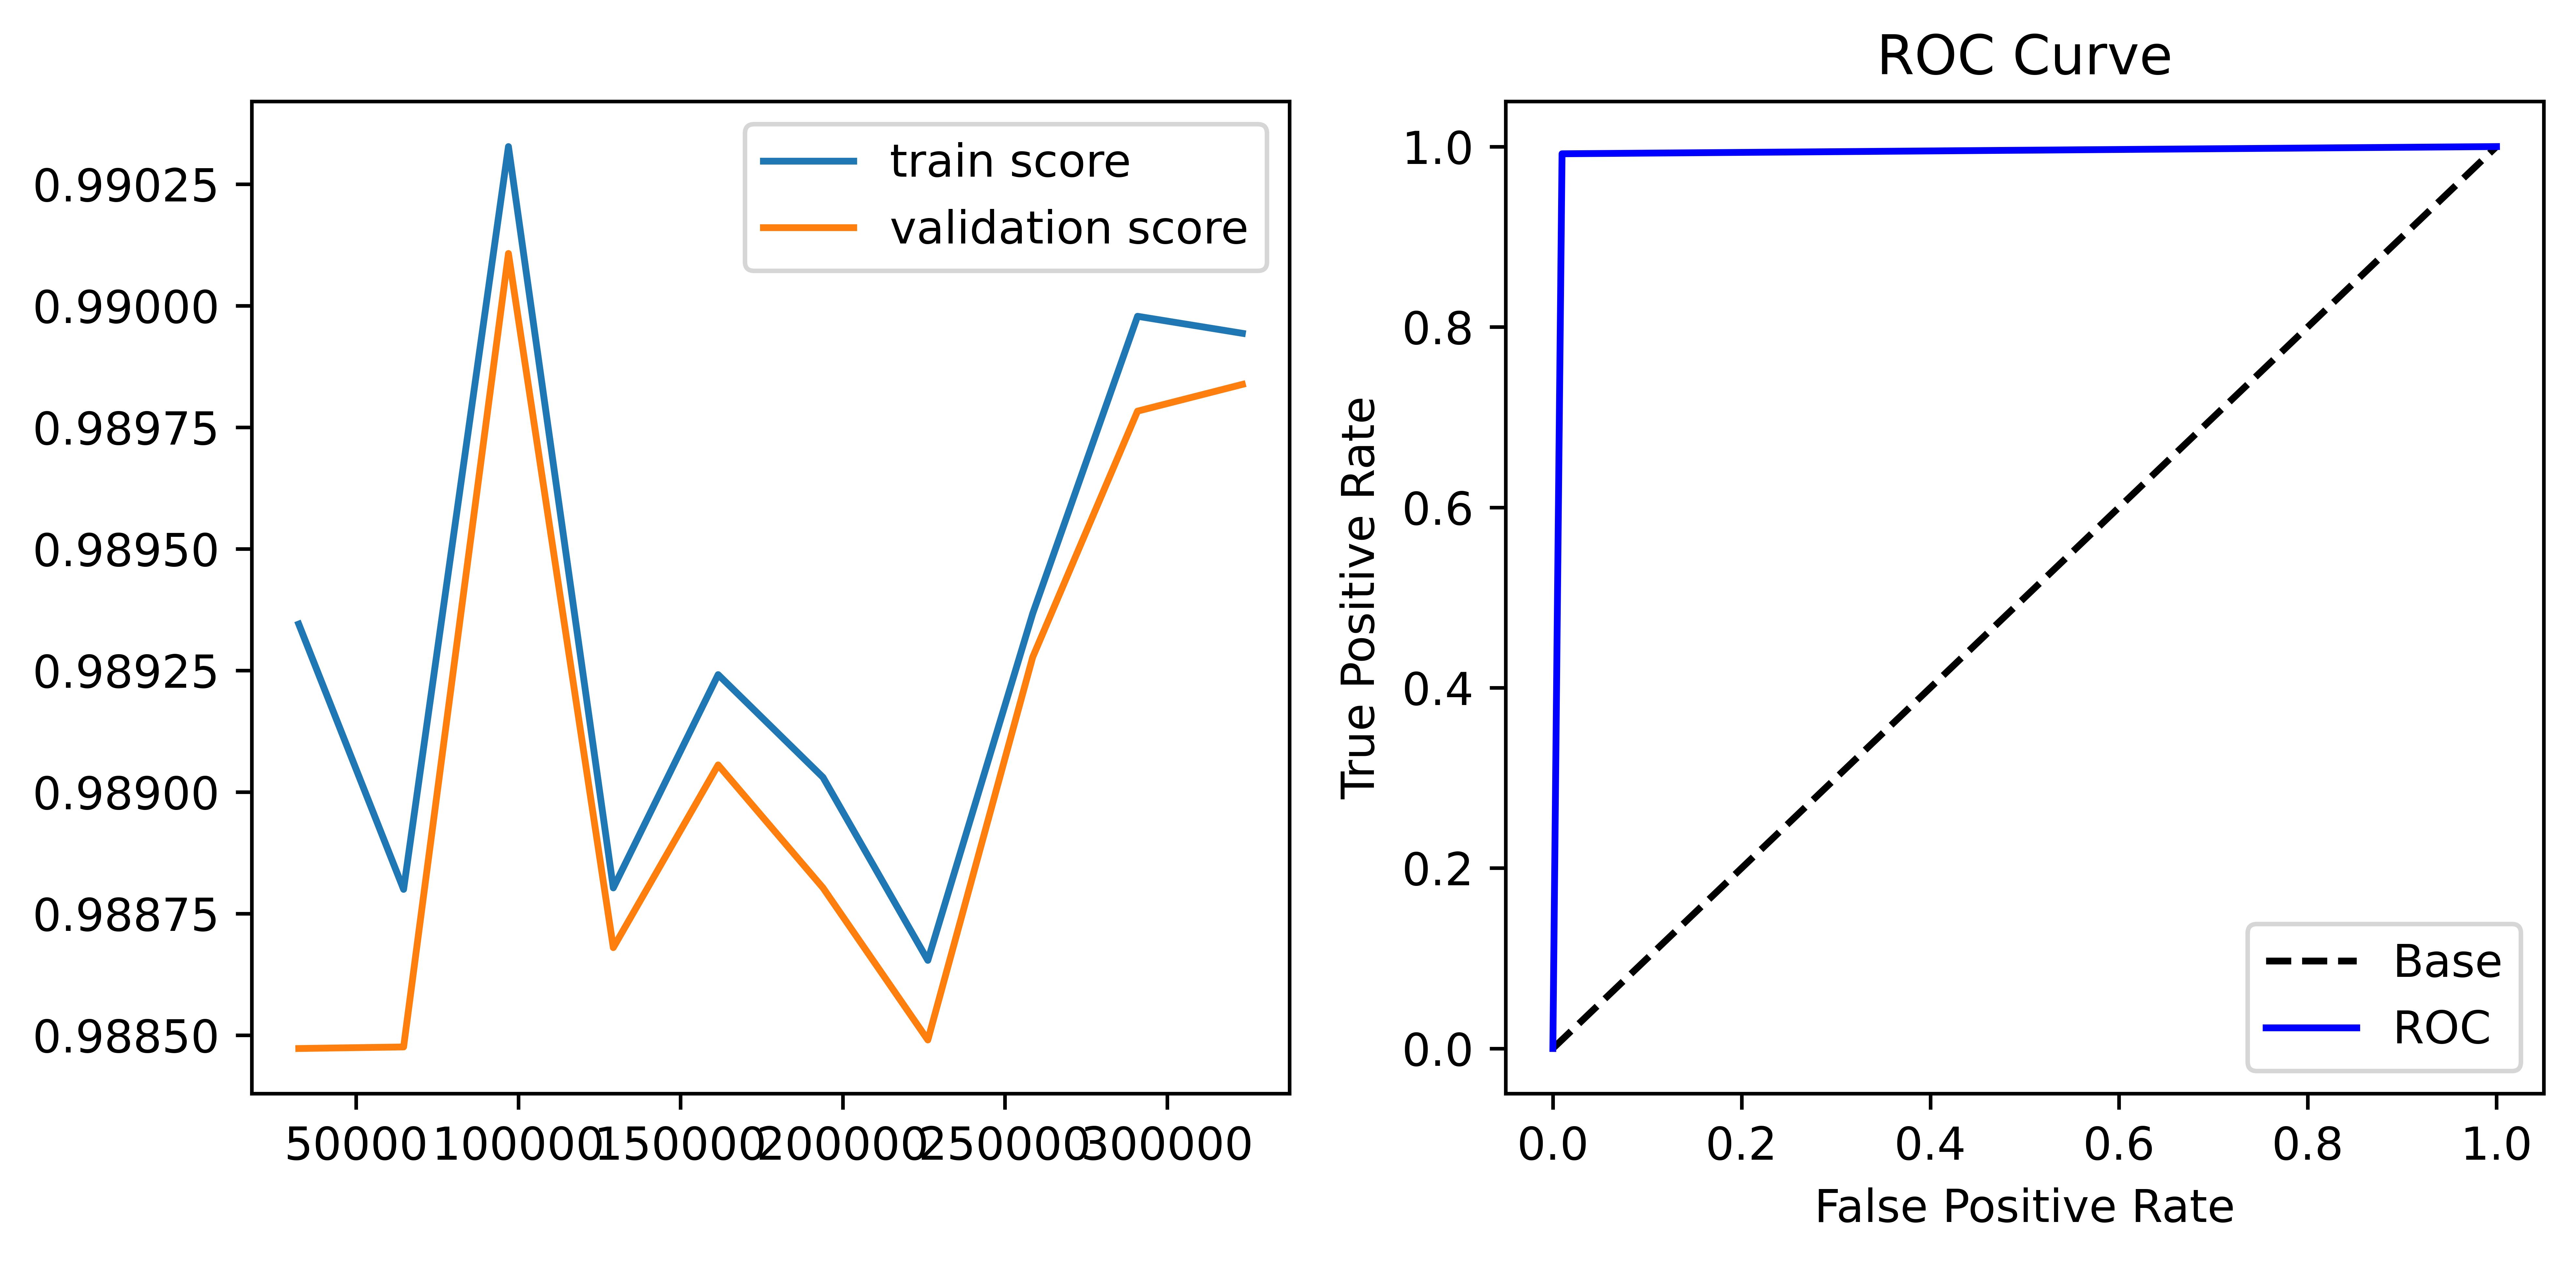 train score
validation score
0.99025
0.99000
0.98975
0.98950
0.98925
0.98900
0.98875
0.98850
50000 100000 150000 200000 250000 300000
ROC Curve
True Positive Rate
1.0
0.8
0.6
0.4
0.2
0.0
Base
ROC
0.0 0.2 0.4 0.6 0.8 1.0
False Positive Rate